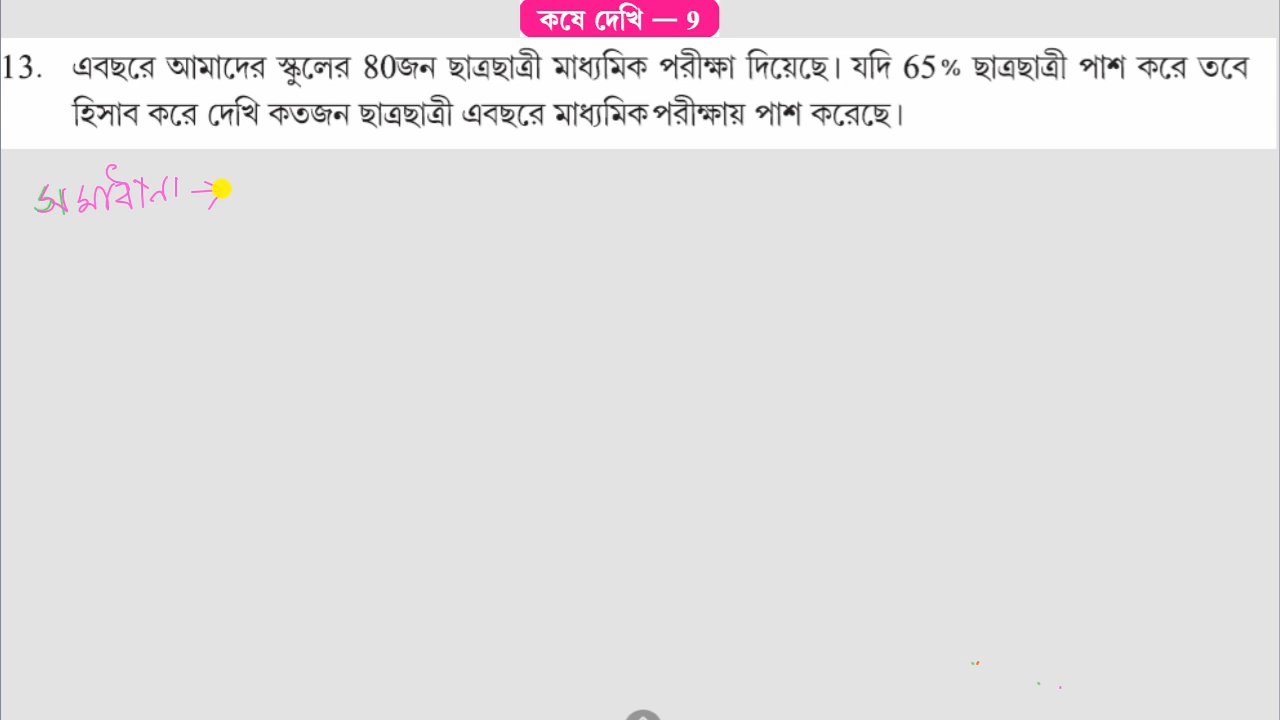 কষে দেখি — 9
13. এবছরে আমাদের স্কুলের 80জন ছাত্রছাত্রী মাধ্যমিক পরীক্ষা দিয়েছে। যদি 65% ছাত্রছাত্রী পাশ করে তবে
হিসাব করে দেখি কতজন ছাত্রছাত্রী এবছরে মাধ্যমিক পরীক্ষায় পাশ করেছে।
সমাধান। →